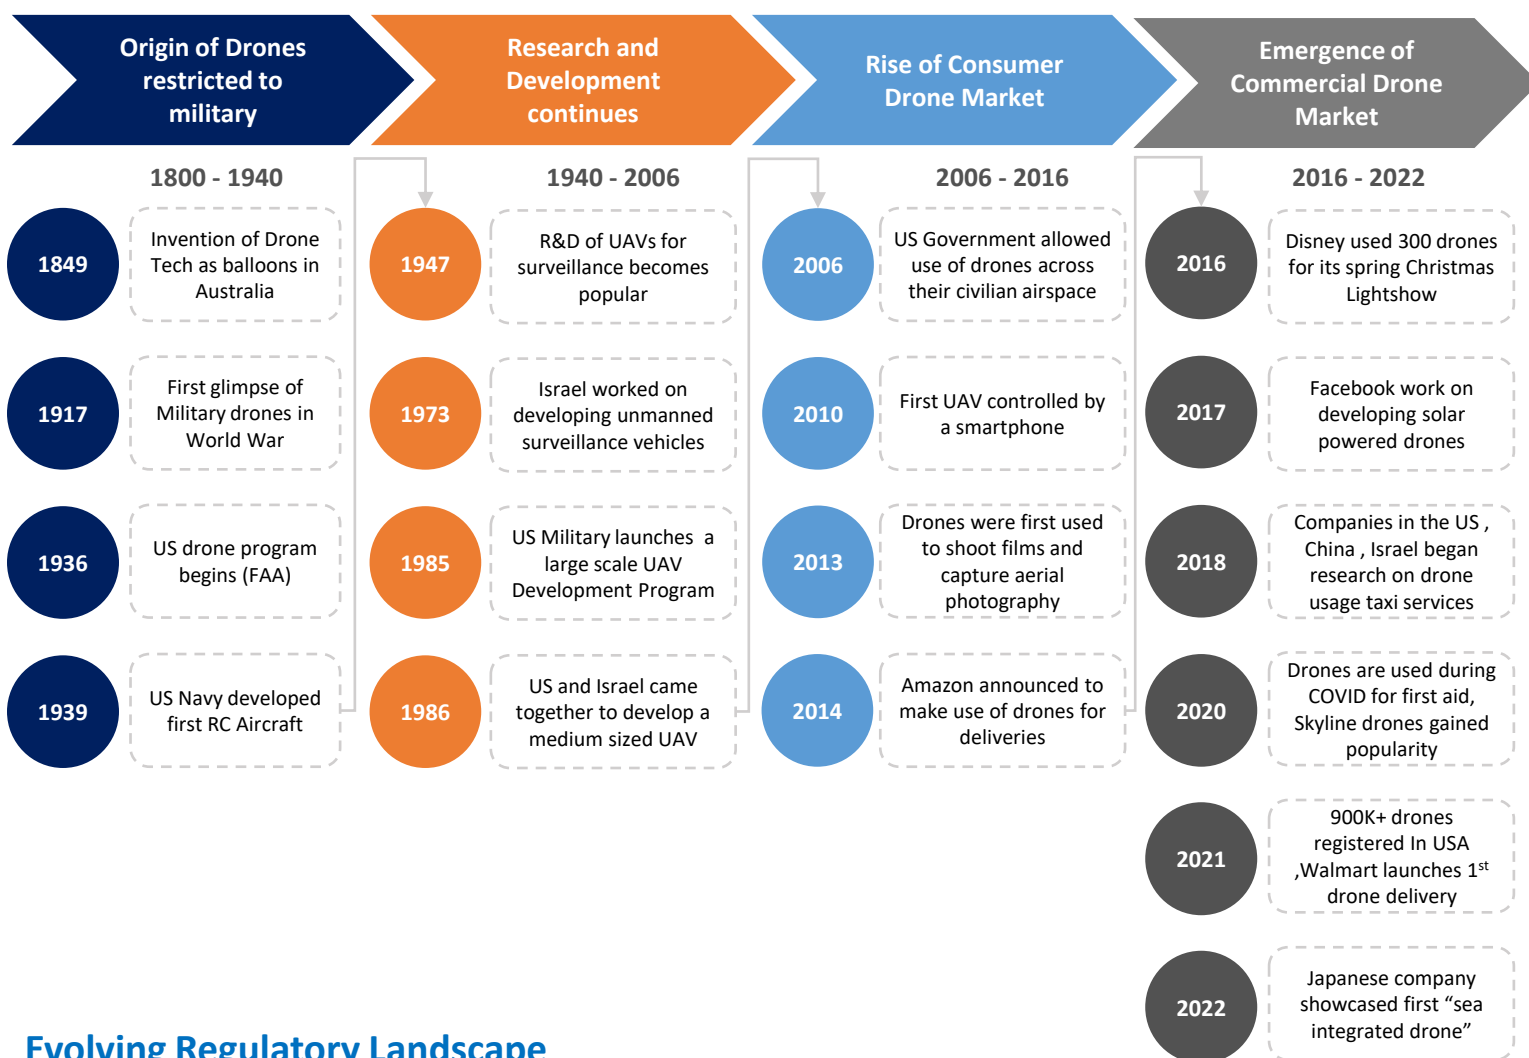 Origin of Drones
restricted to
military
Research and
Development
continues
Rise of Consumer
Drone Market
Emergence of
Commercial Drone
Market
1800 - 1940
1849
Invention of Drone
Tech as balloons in
Australia
1917
First glimpse of
Military drones in
World War
1936
US drone program
begins (FAA)
1939
US Navy developed
first RC Aircraft
1940 - 2006
1947
R&D of UAVs for
surveillance becomes
popular
1973
Israel worked on
developing unmanned
surveillance vehicles
1985
US Military launches a
large scale UAV
Development Program
1986
US and Israel came
together to develop a
medium sized UAV
2006 - 2016
2006
US Government allowed
use of drones across
their civilian airspace
2010
First UAV controlled by
a smartphone
2013
Drones were first used
to shoot films and
capture aerial
photography
2014
Amazon announced to
make use of drones for
deliveries
2016 - 2022
2016
Disney used 300 drones
for its spring Christmas
Lightshow
2017
Facebook work on
developing solar
powered drones
2018
Companies in the US ,
China , Israel began
research on drone
usage taxi services
2020
Drones are used during
COVID for first aid,
Skyline drones gained
popularity
2021
900K+ drones
registered In USA
,Walmart launches 1st
drone delivery
2022
Japanese company
showcased first “sea
integrated drone”
Evolving Regulatory Landscape